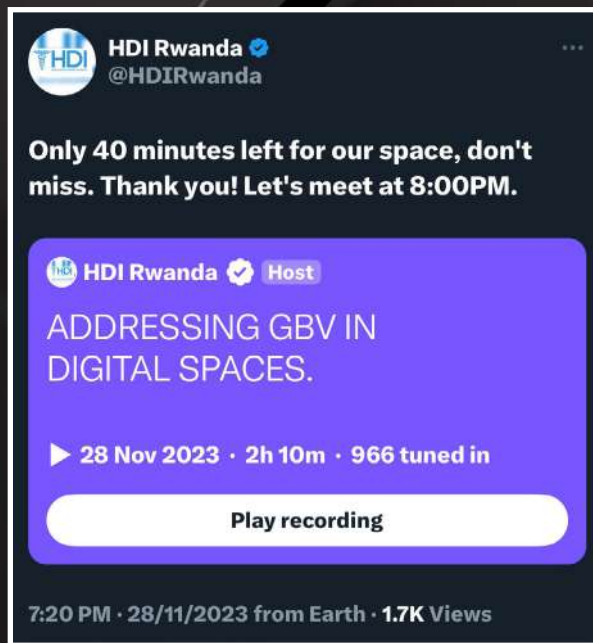 HDI Rwanda
@HDIRwanda
Only 40 minutes left for our space, don't
miss. Thank you! Let's meet at 8:00PM.
HDI Rwanda Host
ADDRESSING GBV IN
DIGITAL SPACES.
28 Nov 2023 · 2h 10m · 966 tuned in
Play recording
7:20 PM · 28/11/2023 from Earth · 1.7K Views